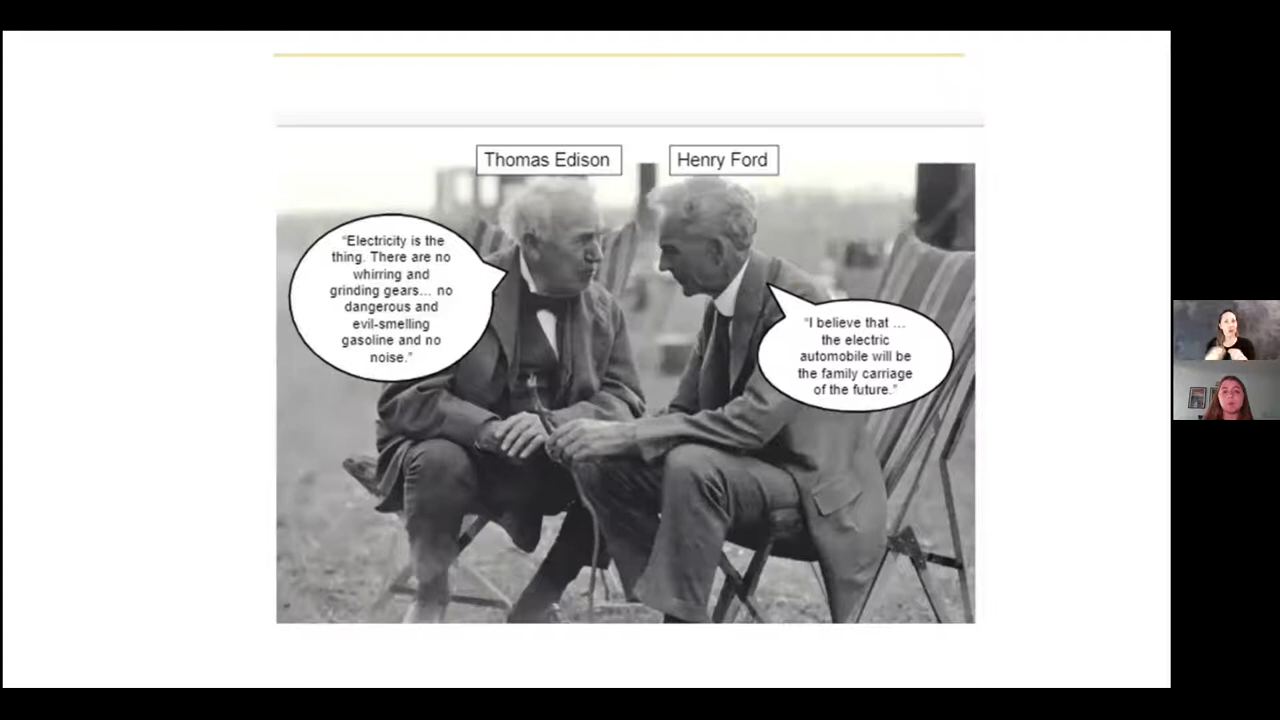 Thomas Edison
Henry Ford
“Electricity is the
thing. There are no
whirring and
grinding gears... no
dangerous and
evil-smelling
gasoline and no
noise.”
“I believe that ...
the electric
automobile will be
the family carriage
of the future.”